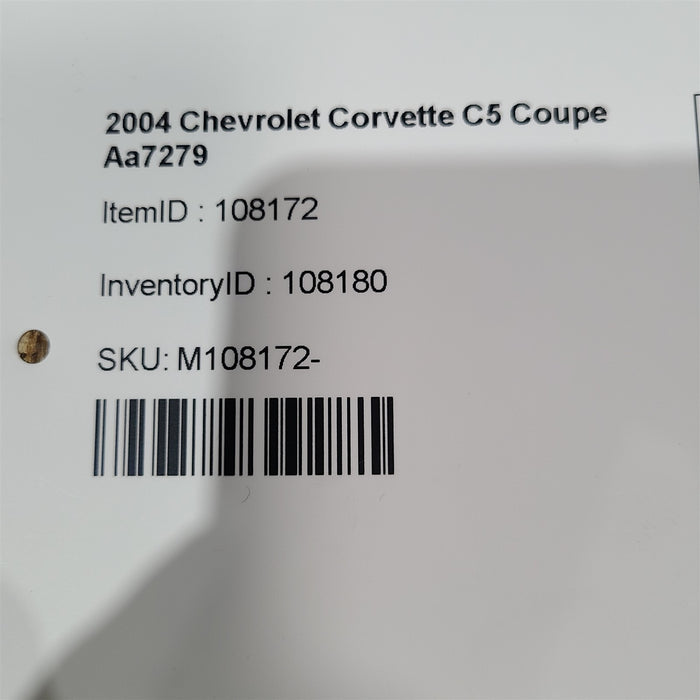 2004 Chevrolet Corvette C5 Coupe
Aa7279
ItemID : 108172
InventoryID : 108180
SKU: M108172-